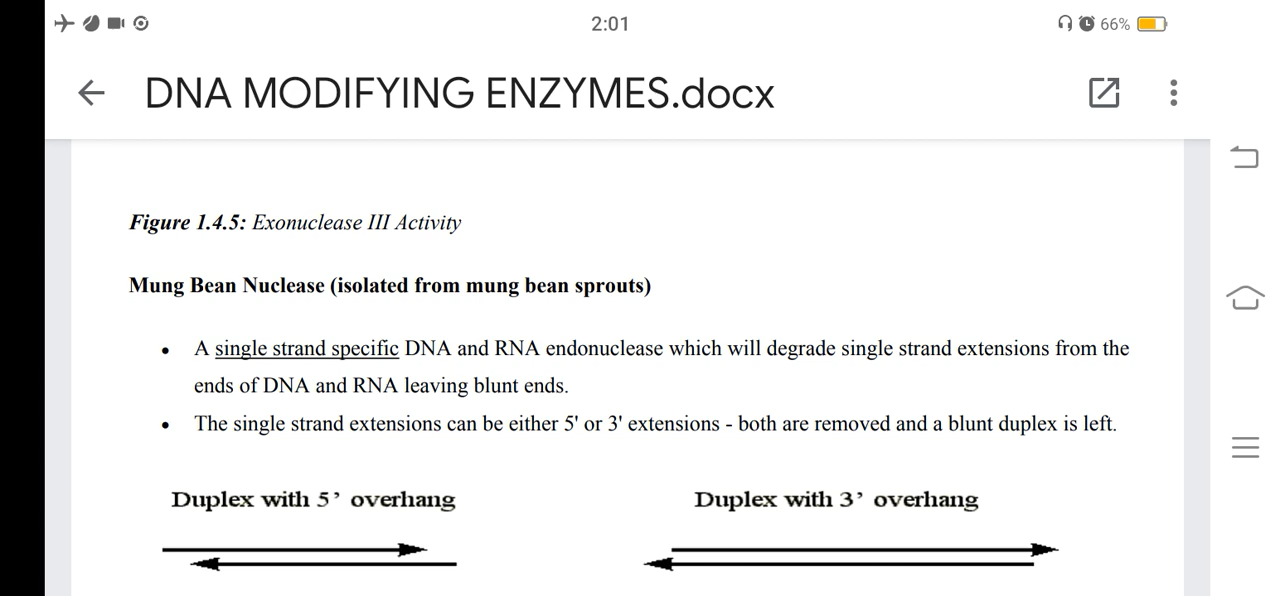 2:01
66%
DNA MODIFYING ENZYMES.docx
Figure 1.4.5: Exonuclease III Activity
Mung Bean Nuclease (isolated from mung bean sprouts)
• A single strand specific DNA and RNA endonuclease which will degrade single strand extensions from the
ends of DNA and RNA leaving blunt ends.
• The single strand extensions can be either 5' or 3' extensions - both are removed and a blunt duplex is left.
Duplex with 5’ overhang
Duplex with 3’ overhang